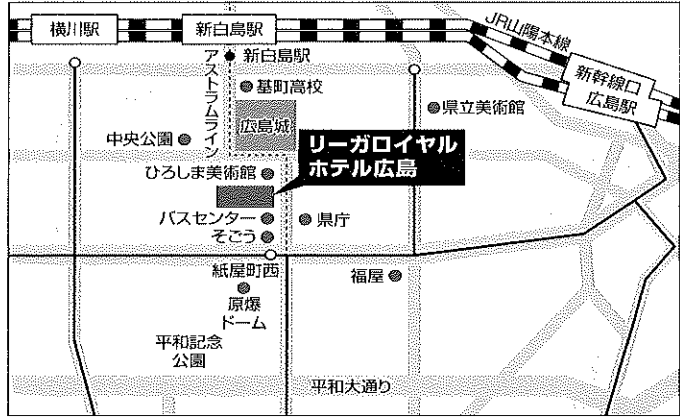 横川駅
新白島駅
JR山陽本線
新幹線口
広島駅
新白島駅
アストラムライン
基町高校
県立美術館
広島城
中央公園
リーガロイヤル
ホテル広島
ひろしま美術館
バスセンター
県庁
そごう
紙屋町西
福屋
原爆
ドーム
平和記念
公園
平和大通り